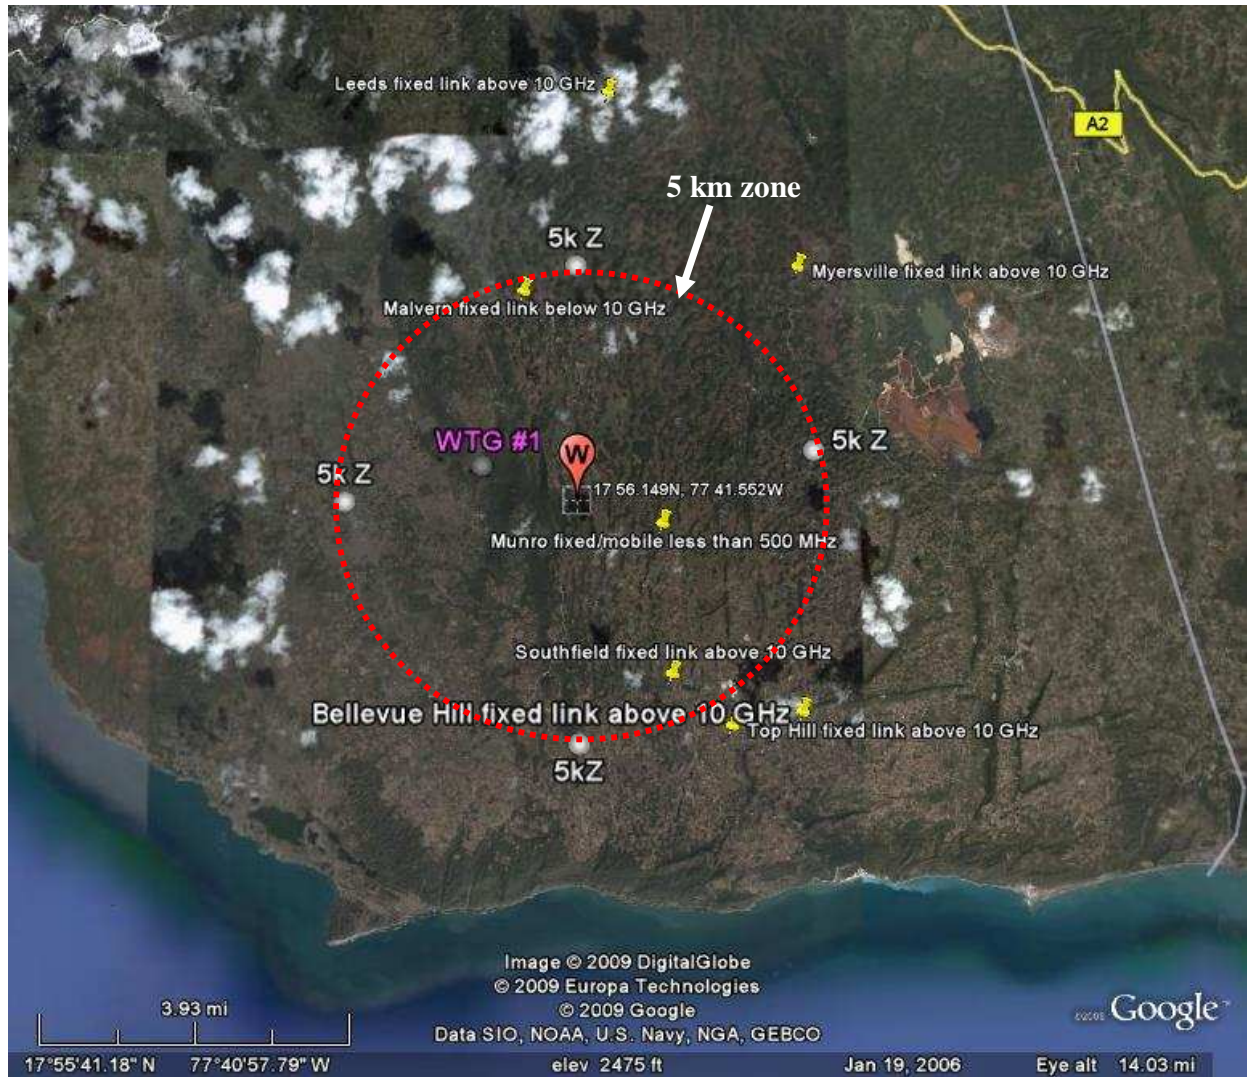 Leeds fixed link above 10 GHz
A2
5 km zone
5k Z
Myersville fixed link above 10 GHz
Malvern fixed link below 10 GHz
WTG #1
W
5k Z
5k Z
17 56 149N, 77 41.552W
Munro fixed/mobile less than 500 MHz
Southfield fixed link above 10 GHz
Bellevue Hill fixed link above 10 GHz
Top Hill fixed link above 10 GHz
5kZ
Image © 2009 DigitalGlobe
© 2009 Europa Technologies
© 2009 Google
Data SIO, NOAA, U.S. Navy, NGA, GEBCO
3.93 mi
Google
17°55'41.18" N 77°40'57.79" W elev 2475 ft Jan 19, 2006 Eye alt 14.03 mi